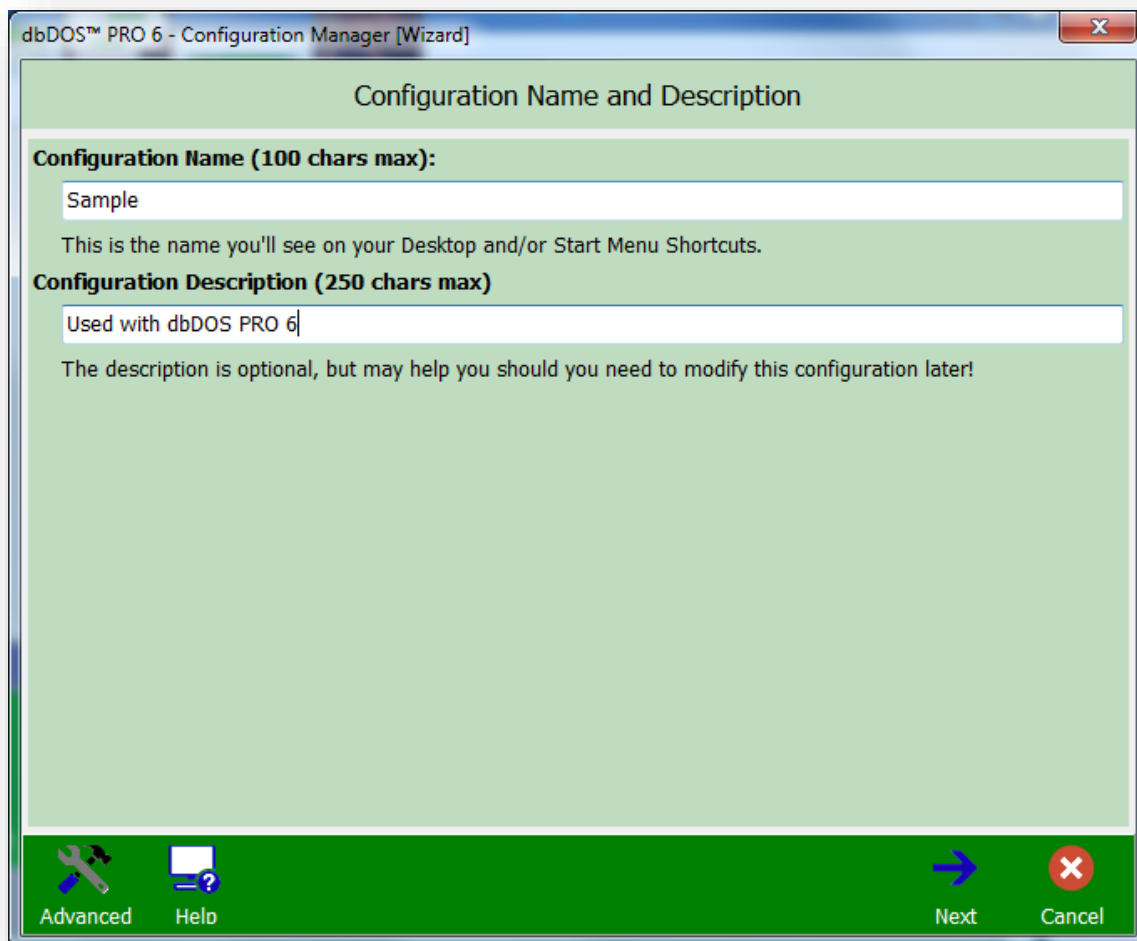 dbDOS™ PRO 6 - Configuration Manager [Wizard]
Configuration Name and Description
Configuration Name (100 chars max):
Sample
This is the name you'll see on your Desktop and/or Start Menu Shortcuts.
Configuration Description (250 chars max)
Used with dbDOS PRO 6
The description is optional, but may help you should you need to modify this configuration later!
Advanced Help Next Cancel